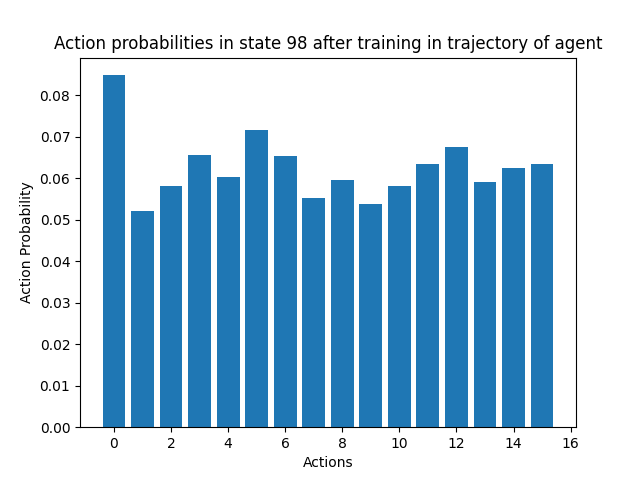 Action probabilities in state 98 after training in trajectory of agent
Action Probability
0.08
0.07
0.06
0.05
0.04
0.03
0.02
0.01
0.00
0 2 4 6 8 10 12 14 16
Actions